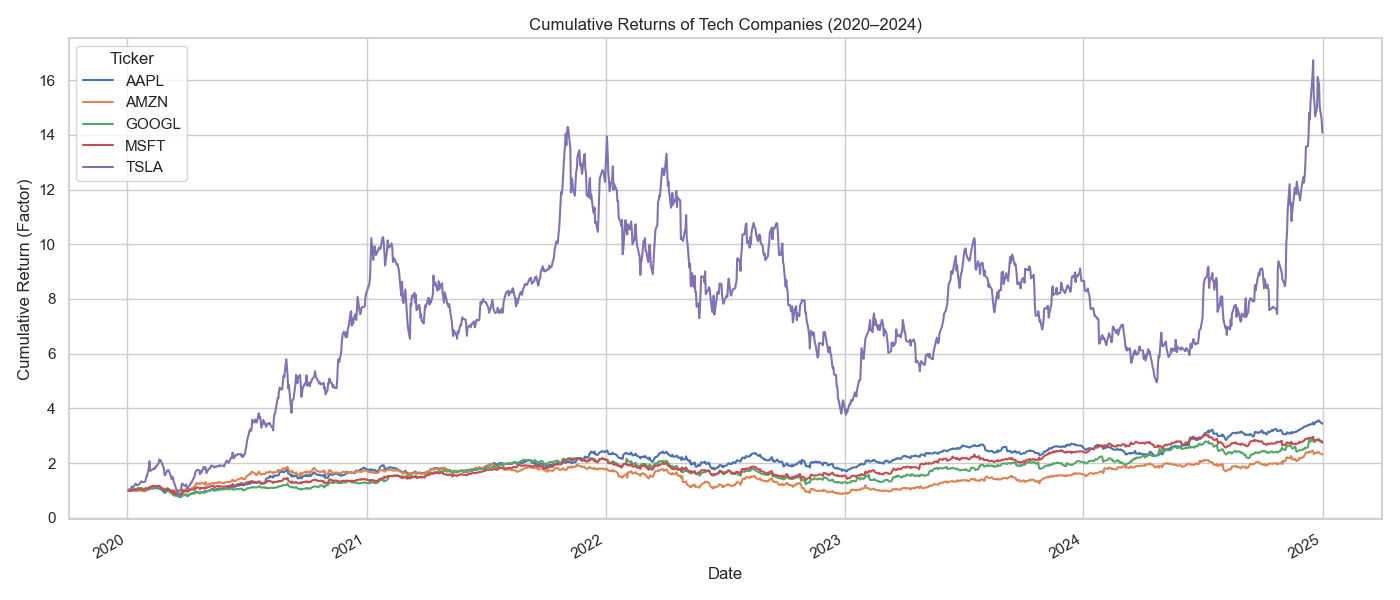 Cumulative Returns of Tech Companies (2020–2024)
Ticker
AAPL
AMZN
GOOGL
MSFT
TSLA
Cumulative Return (Factor)
16
14
12
10
8
6
4
2
0
2020
2021
2022
2023
2024
2025
Date